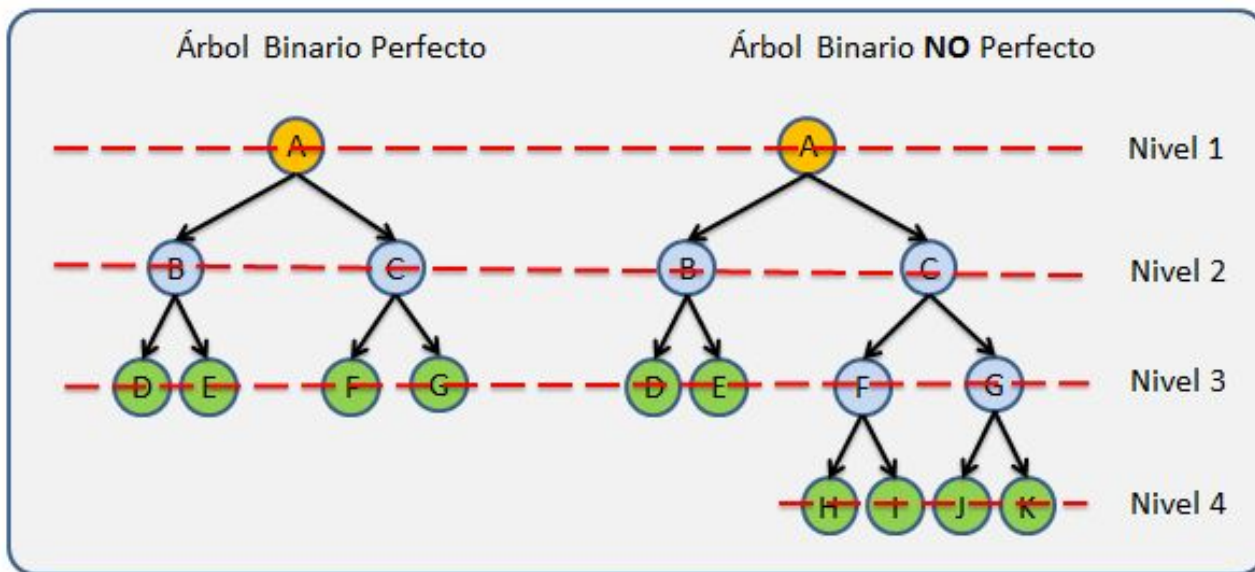 Árbol Binario Perfecto
Árbol Binario NO Perfecto
A
A
Nivel 1
B
C
B
C
Nivel 2
D
E
F
G
D
E
F
G
Nivel 3
H
I
J
K
Nivel 4